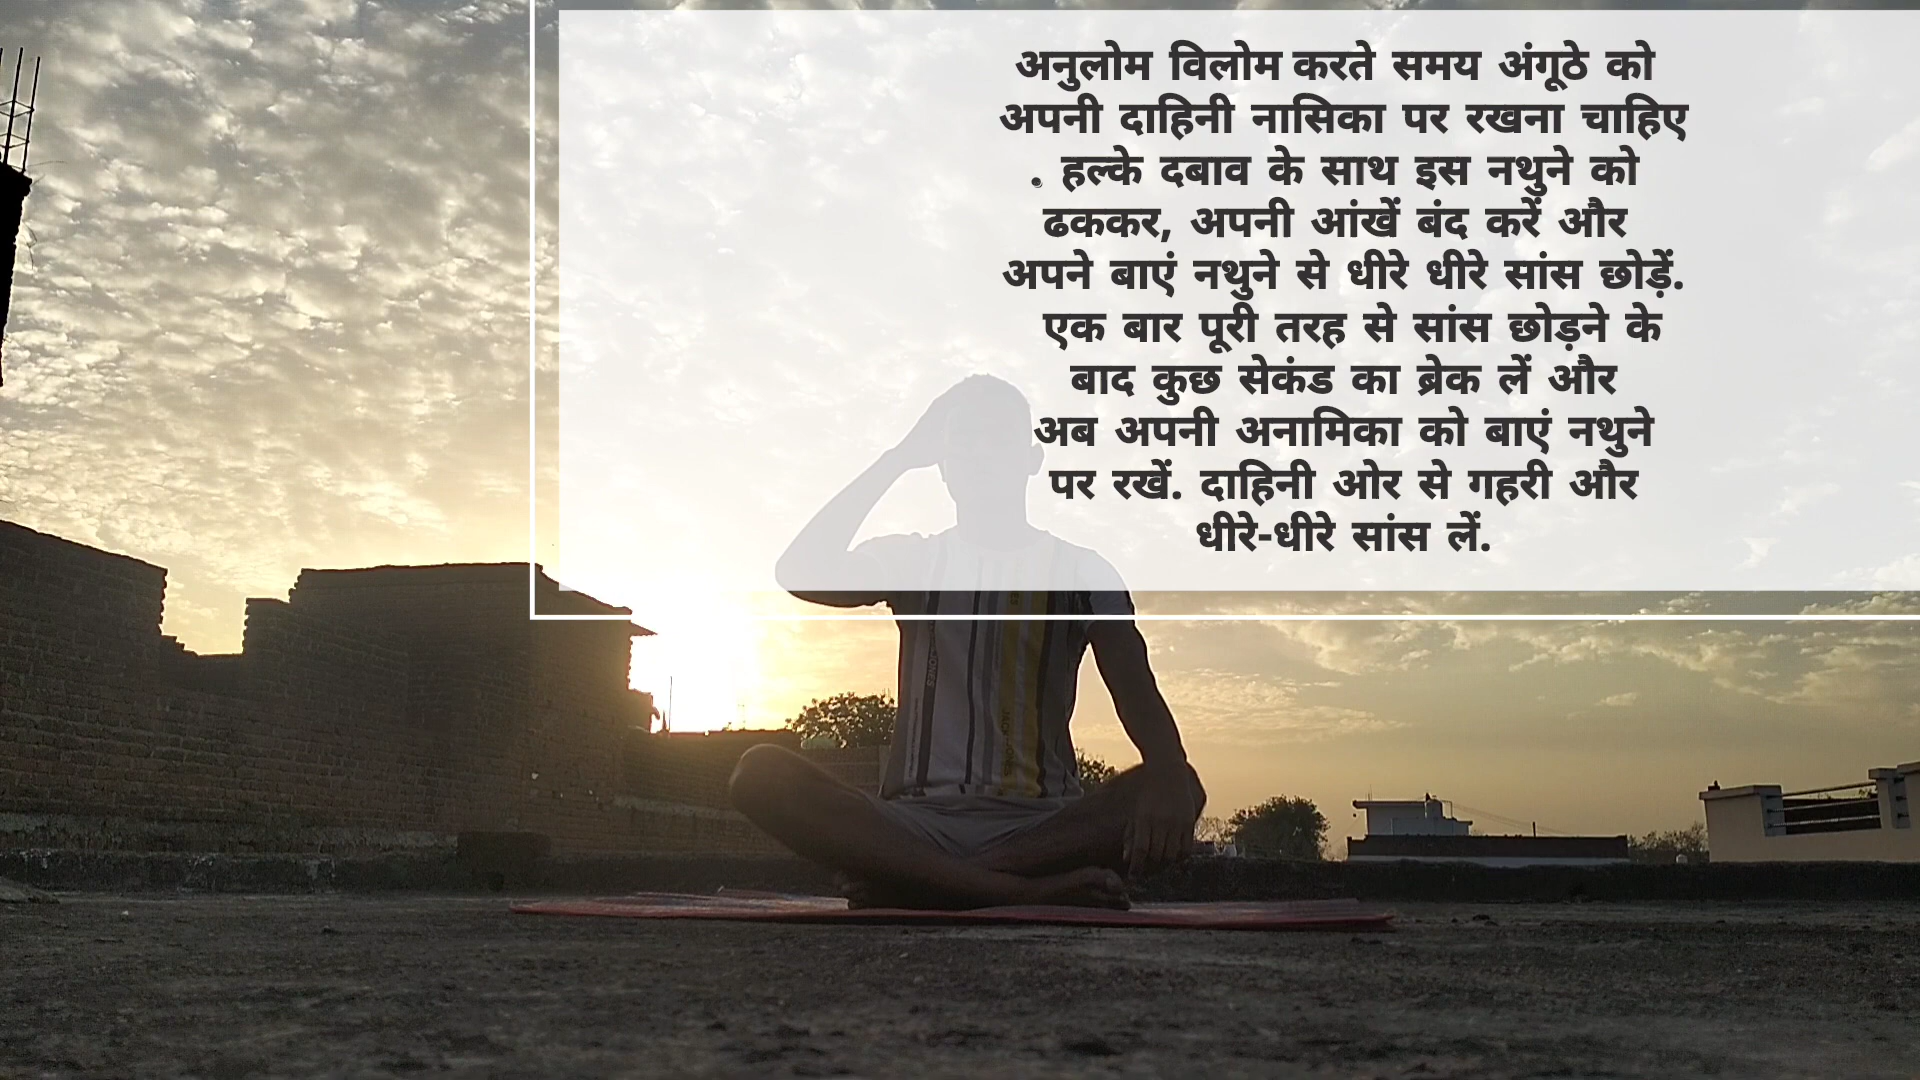 अनुलोम विलोम करते समय अंगूठे को
अपनी दाहिनी नासिका पर रखना चाहिए
. हल्के दबाव के साथ इस नथुने को
ढककर, अपनी आंखें बंद करें और
अपने बाएं नथुने से धीरे धीरे सांस छोड़ें.
एक बार पूरी तरह से सांस छोड़ने के
बाद कुछ सेकंड का ब्रेक लें और
अब अपनी अनामिका को बाएं नथुने
पर रखें. दाहिनी ओर से गहरी और
धीरे-धीरे सांस लें.